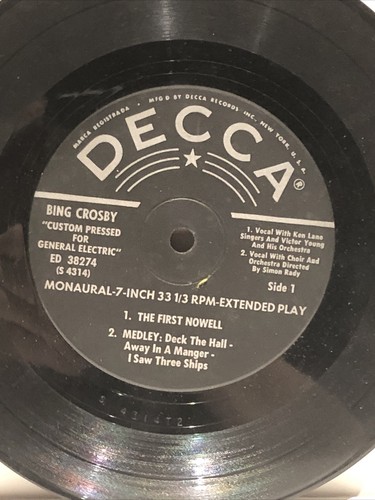 MARCA REGISTRADA • MFG'D BY DECCA RECORDS INC. NEW YORK, U. S. A.
DECCA®
BING CROSBY
"CUSTOM PRESSED
FOR
GENERAL ELECTRIC"
ED 38274
(S 4314)
1. Vocal With Ken Lane
Singers And Victor Young
And His Orchestra
2. Vocal With Choir And
Orchestra Directed
By Simon Rady
Side 1
MONAURAL-7-INCH 33 1/3 RPM-EXTENDED PLAY
1. THE FIRST NOWELL
2. MEDLEY: Deck The Hall -
Away In A Manger -
I Saw Three Ships